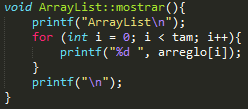 void ArrayList::mostrar(){
    printf("ArrayList\n");
    for (int i = 0; i < tam; i++){
        printf("%d ", arreglo[i]);
    }
    printf("\n");
}